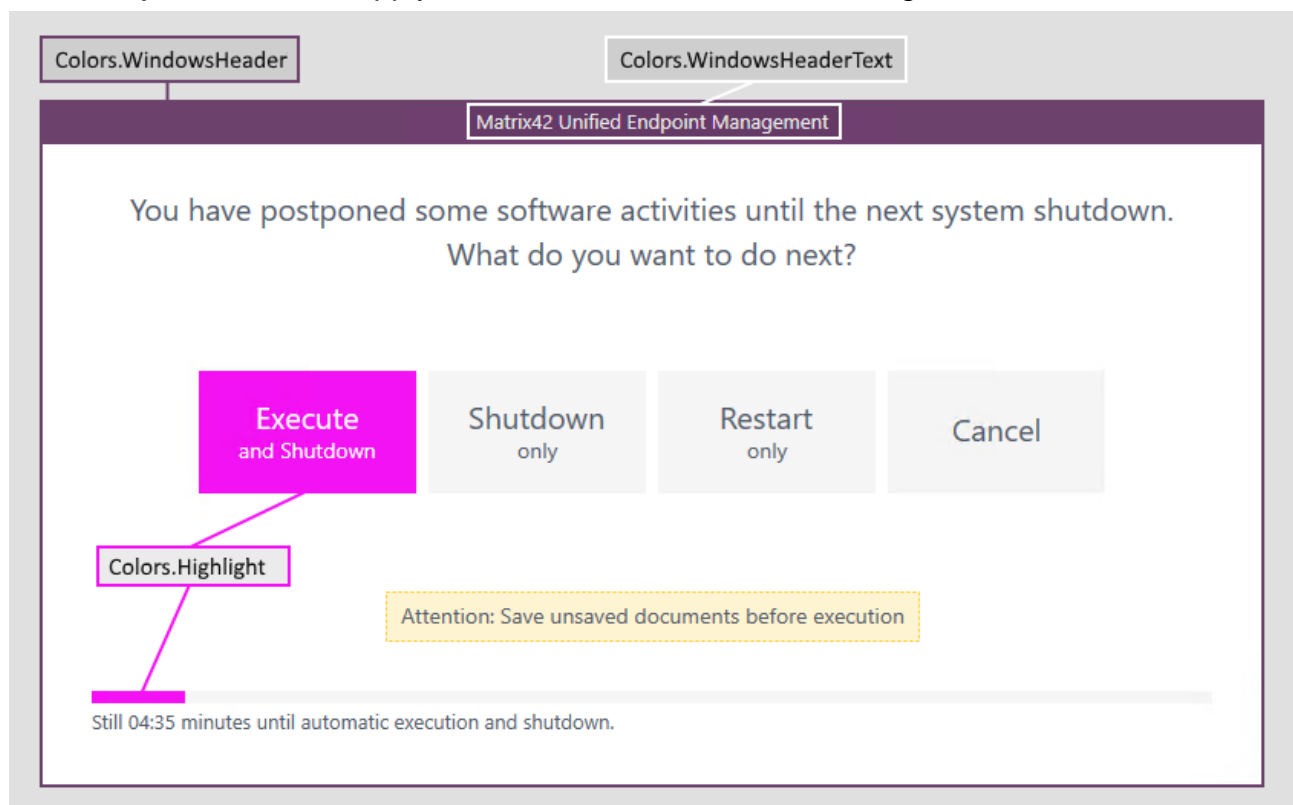 Colors.WindowsHeader
Colors.WindowsHeaderText
Matrix42 Unified Endpoint Management
You have postponed some software activities until the next system shutdown.
What do you want to do next?
Execute
and Shutdown
Shutdown
only
Restart
only
Cancel
Colors.Highlight
Attention: Save unsaved documents before execution
Still 04:35 minutes until automatic execution and shutdown.